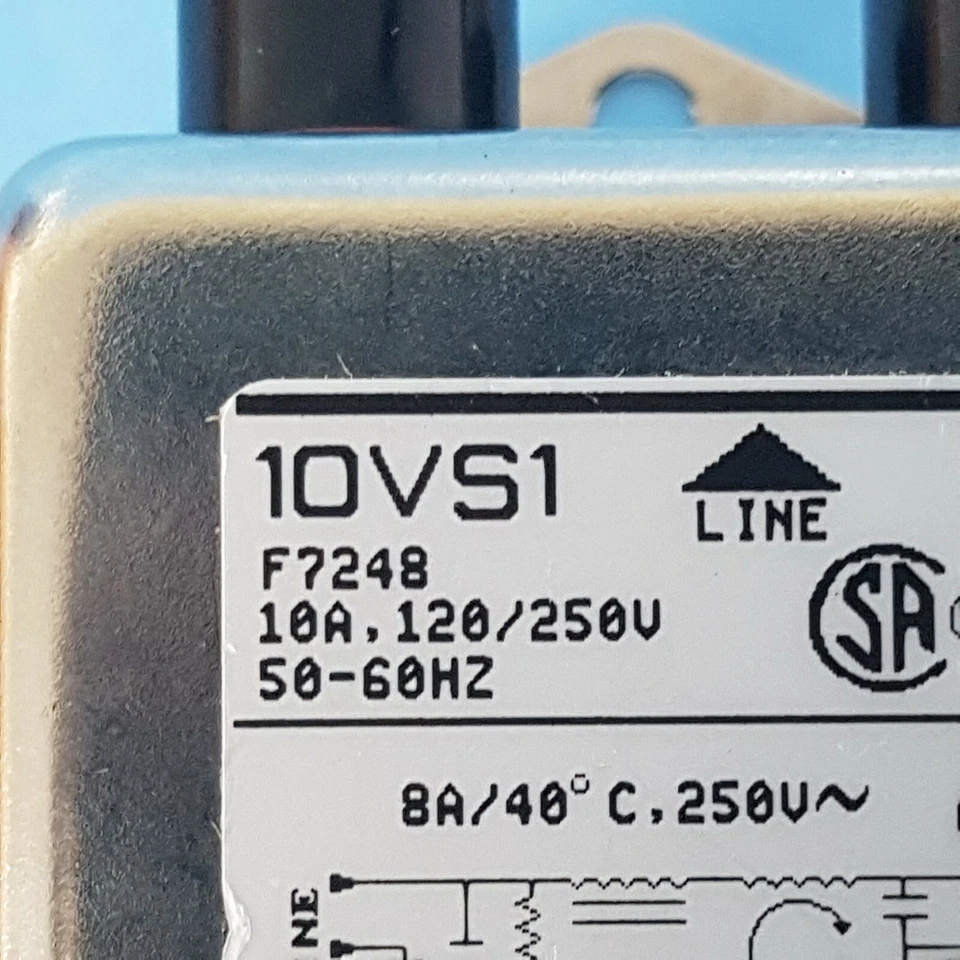 10VS1
LINE
F7248
10A,120/250V
50-60HZ
SA
8A/40°C,250V~